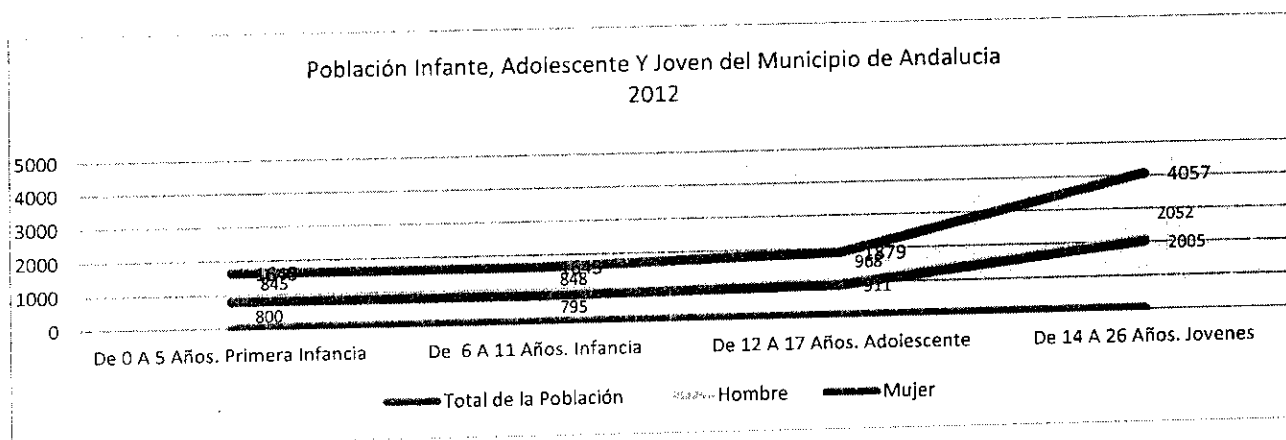 Población Infante, Adolescente Y Joven del Municipio de Andalucia
2012
5000
4000
3000
2000
1000
0
845
800
1643
848
795
1879
968
911
4057
2052
2005
De 0 A 5 Años. Primera Infancia
De 6 A 11 Años. Infancia
De 12 A 17 Años. Adolescente
De 14 A 26 Años. Jovenes
Total de la Población
Hombre
Mujer